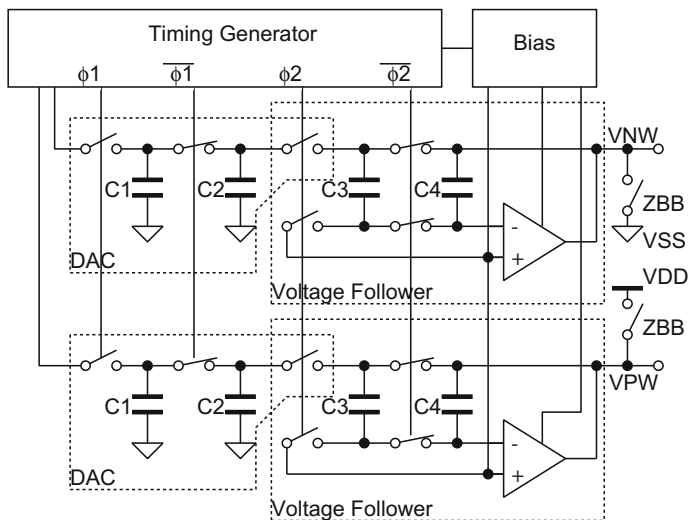 Timing Generator
Bias
ϕ1 ϕ1̅ ϕ2 ϕ2̅
VNW
C1 C2 C3 C4
ZBB
-
+
VSS
DAC
Voltage Follower
VDD
ZBB
VPW
C1 C2 C3 C4
-
+
DAC
Voltage Follower